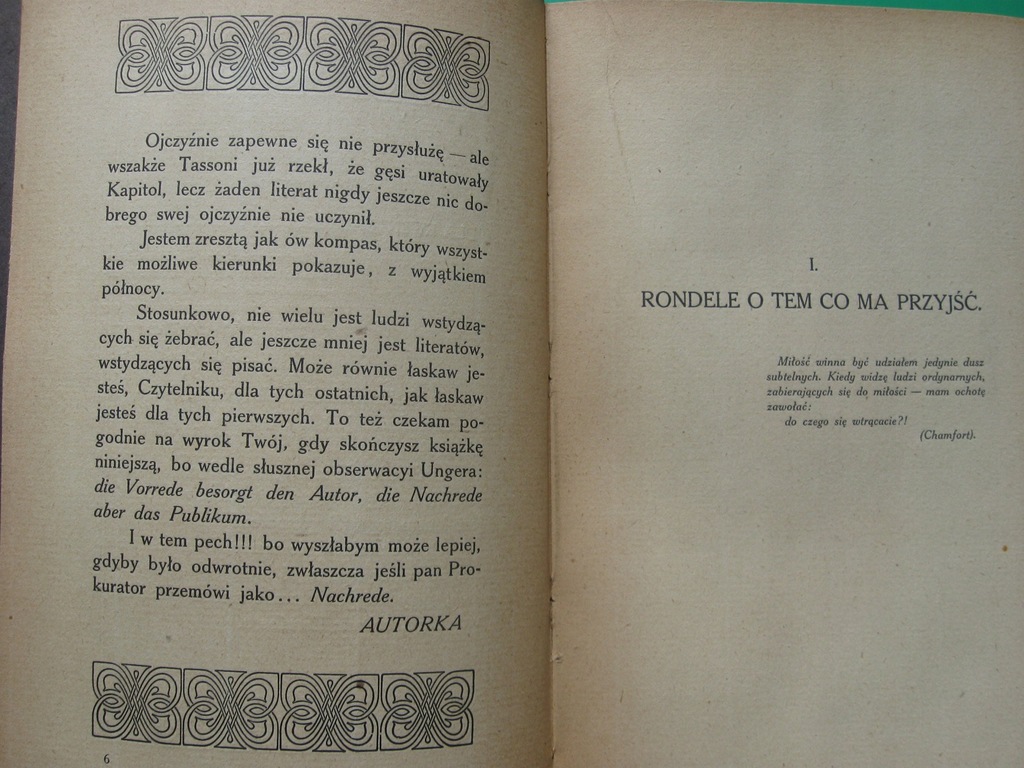 Ojczyźnie zapewne się nie przysłużę — ale
wszakże Tassoni już rzekł, że gęsi uratowały
Kapitol, lecz żaden literat nigdy jeszcze nic do-
brego swej ojczyźnie nie uczynił.
Jestem zresztą jak ów kompas, który wszyst-
kie możliwe kierunki pokazuje, z wyjątkiem
północy.
Stosunkowo, nie wielu jest ludzi wstydzą-
cych się żebrać, ale jeszcze mniej jest literatów,
wstydzących się pisać. Może równie łaskaw je-
steś, Czytelniku, dla tych ostatnich, jak łaskaw
jesteś dla tych pierwszych. To też czekam po-
godnie na wyrok Twój, gdy skończysz książkę
niniejszą, bo wedle słusznej obserwacyi Ungera:
die Vorrede besorgt den Autor, die Nachrede
aber das Publikum.
I w tem pech!!! bo wyszłabym może lepiej,
gdyby było odwrotnie, zwłaszcza jeśli pan Pro-
kurator przemówi jako... Nachrede.
AUTORKA
6
I.
RONDELE O TEM CO MA PRZYJŚĆ.
Miłość winna być udziałem jedynie dusz
subtelnych. Kiedy widzę ludzi ordynarnych,
zabierających się do miłości — mam ochotę
zawołać:
do czego się wtrącacie?!
(Chamfort).